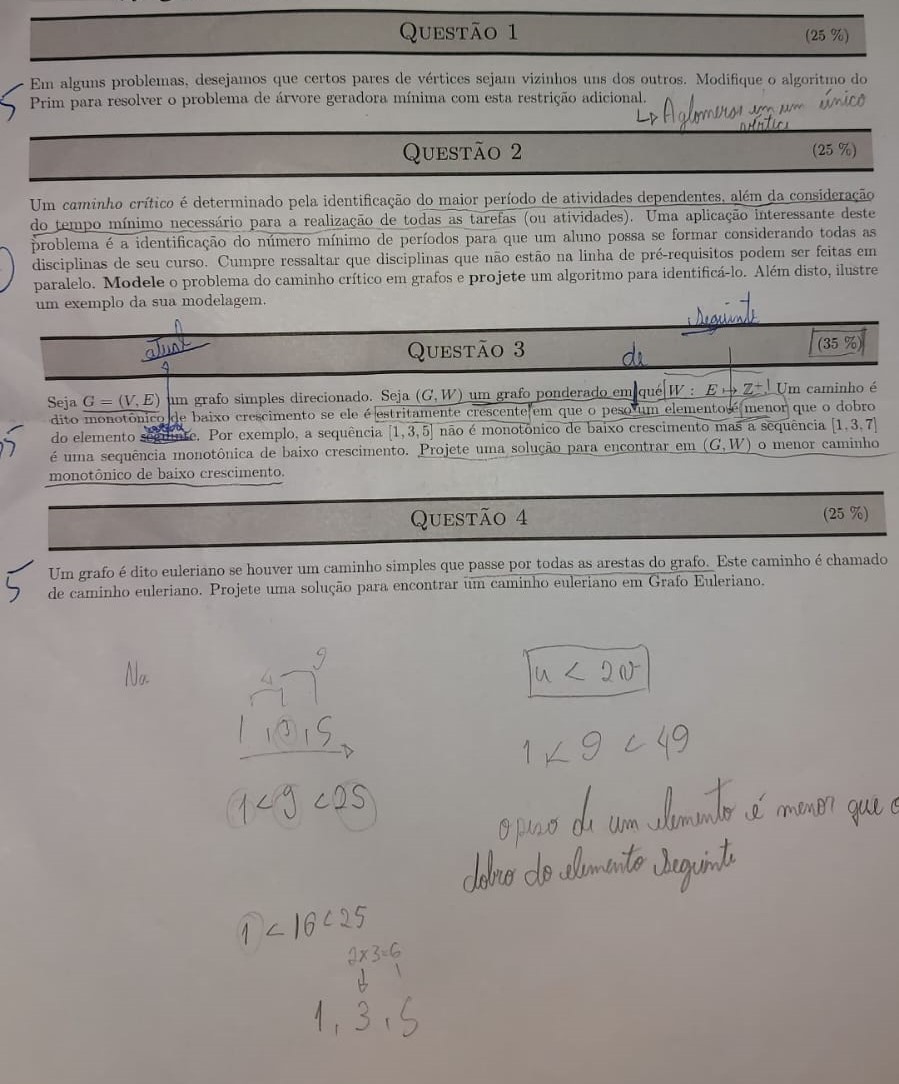 QUESTÃO 1 (25 %)
5
Em alguns problemas, desejamos que certos pares de vértices sejam vizinhos uns dos outros. Modifique o algoritmo do
Prim para resolver o problema de árvore geradora mínima com esta restrição adicional.
↳ Aglomeros em um único
vértice
QUESTÃO 2 (25 %)
Um caminho crítico é determinado pela identificação do maior período de atividades dependentes, além da consideração
do tempo mínimo necessário para a realização de todas as tarefas (ou atividades). Uma aplicação interessante deste
problema é a identificação do número mínimo de períodos para que um aluno possa se formar considerando todas as
disciplinas de seu curso. Cumpre ressaltar que disciplinas que não estão na linha de pré-requisitos podem ser feitas em
paralelo. Modele o problema do caminho crítico em grafos e projete um algoritmo para identificá-lo. Além disto, ilustre
um exemplo da sua modelagem.
seguinte
atual
de
QUESTÃO 3 (35 %)
Seja G = (V, E) um grafo simples direcionado. Seja (G, W) um grafo ponderado em que W : E ↦ Z⁺. Um caminho é
dito monotônico de baixo crescimento se ele é estritamente crescente em que o peso um elemento é menor que o dobro
do elemento seguinte. Por exemplo, a sequência [1, 3, 5] não é monotônico de baixo crescimento mas a sequência [1, 3, 7]
é uma sequência monotônica de baixo crescimento. Projete uma solução para encontrar em (G, W) o menor caminho
monotônico de baixo crescimento.
QUESTÃO 4 (25 %)
5
Um grafo é dito euleriano se houver um caminho simples que passe por todas as arestas do grafo. Este caminho é chamado
de caminho euleriano. Projete uma solução para encontrar um caminho euleriano em Grafo Euleriano.
Na
4 9
1, 3, 5
u < 2v
1 < 9 < 49
1 < 9 < 25
o peso de um elemento é menor que o
dobro do elemento seguinte
1 < 16 < 25
2x3=6
1, 3, 5